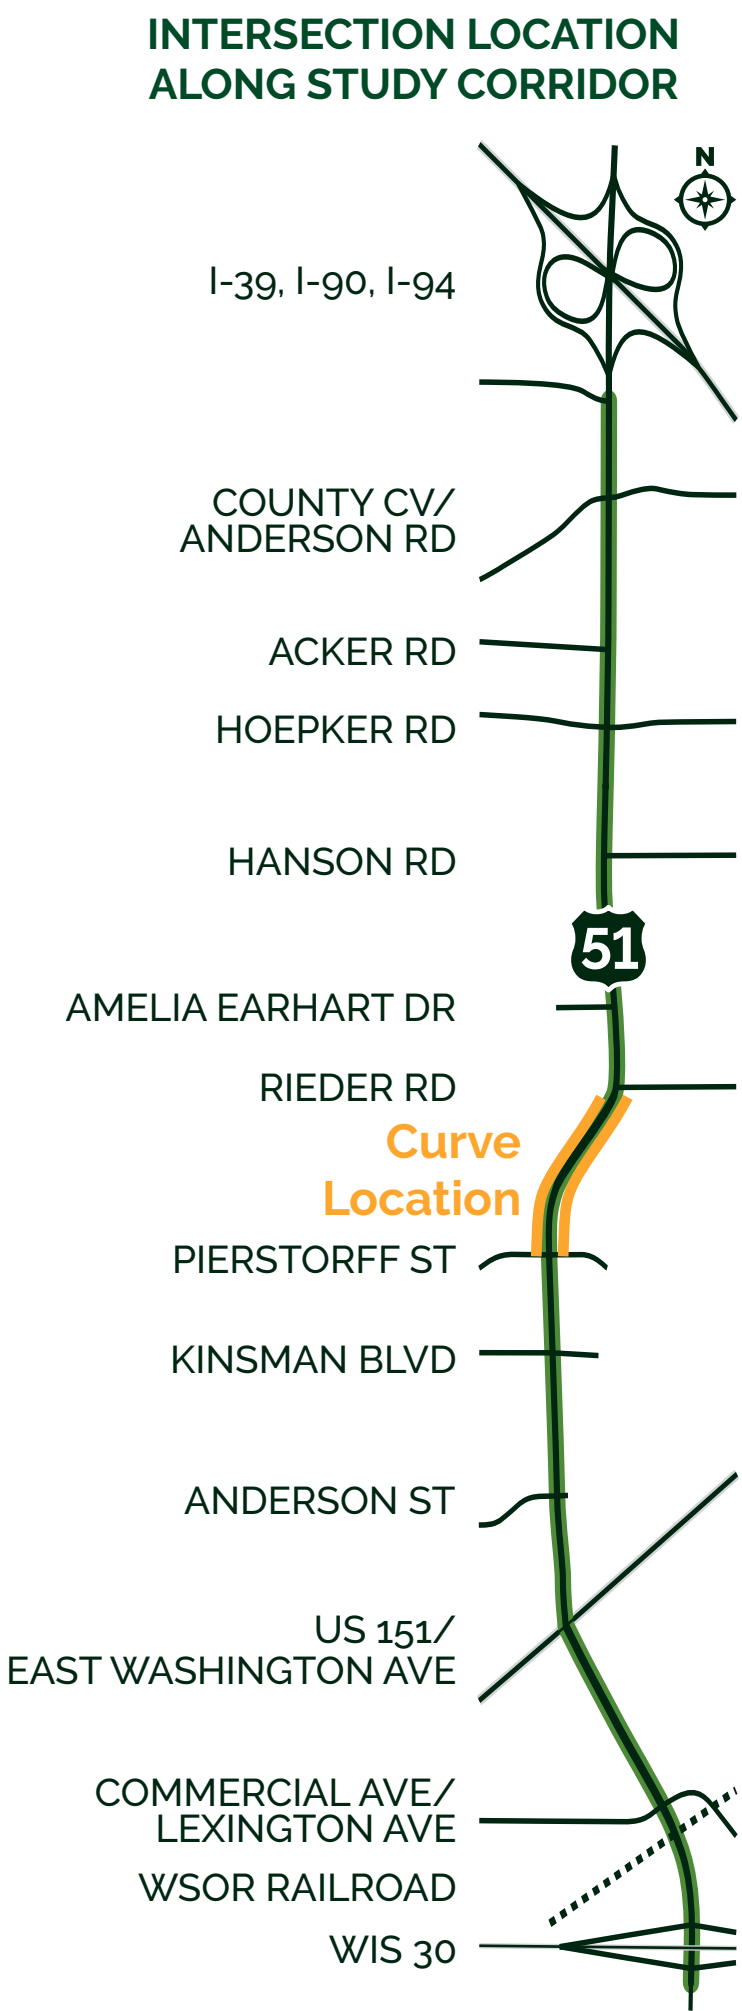 INTERSECTION LOCATION
ALONG STUDY CORRIDOR
N
I-39, I-90, I-94
COUNTY CV/
ANDERSON RD
ACKER RD
HOEPKER RD
HANSON RD
51
AMELIA EARHART DR
RIEDER RD
Curve
Location
PIERSTORFF ST
KINSMAN BLVD
ANDERSON ST
US 151/
EAST WASHINGTON AVE
COMMERCIAL AVE/
LEXINGTON AVE
WSOR RAILROAD
WIS 30